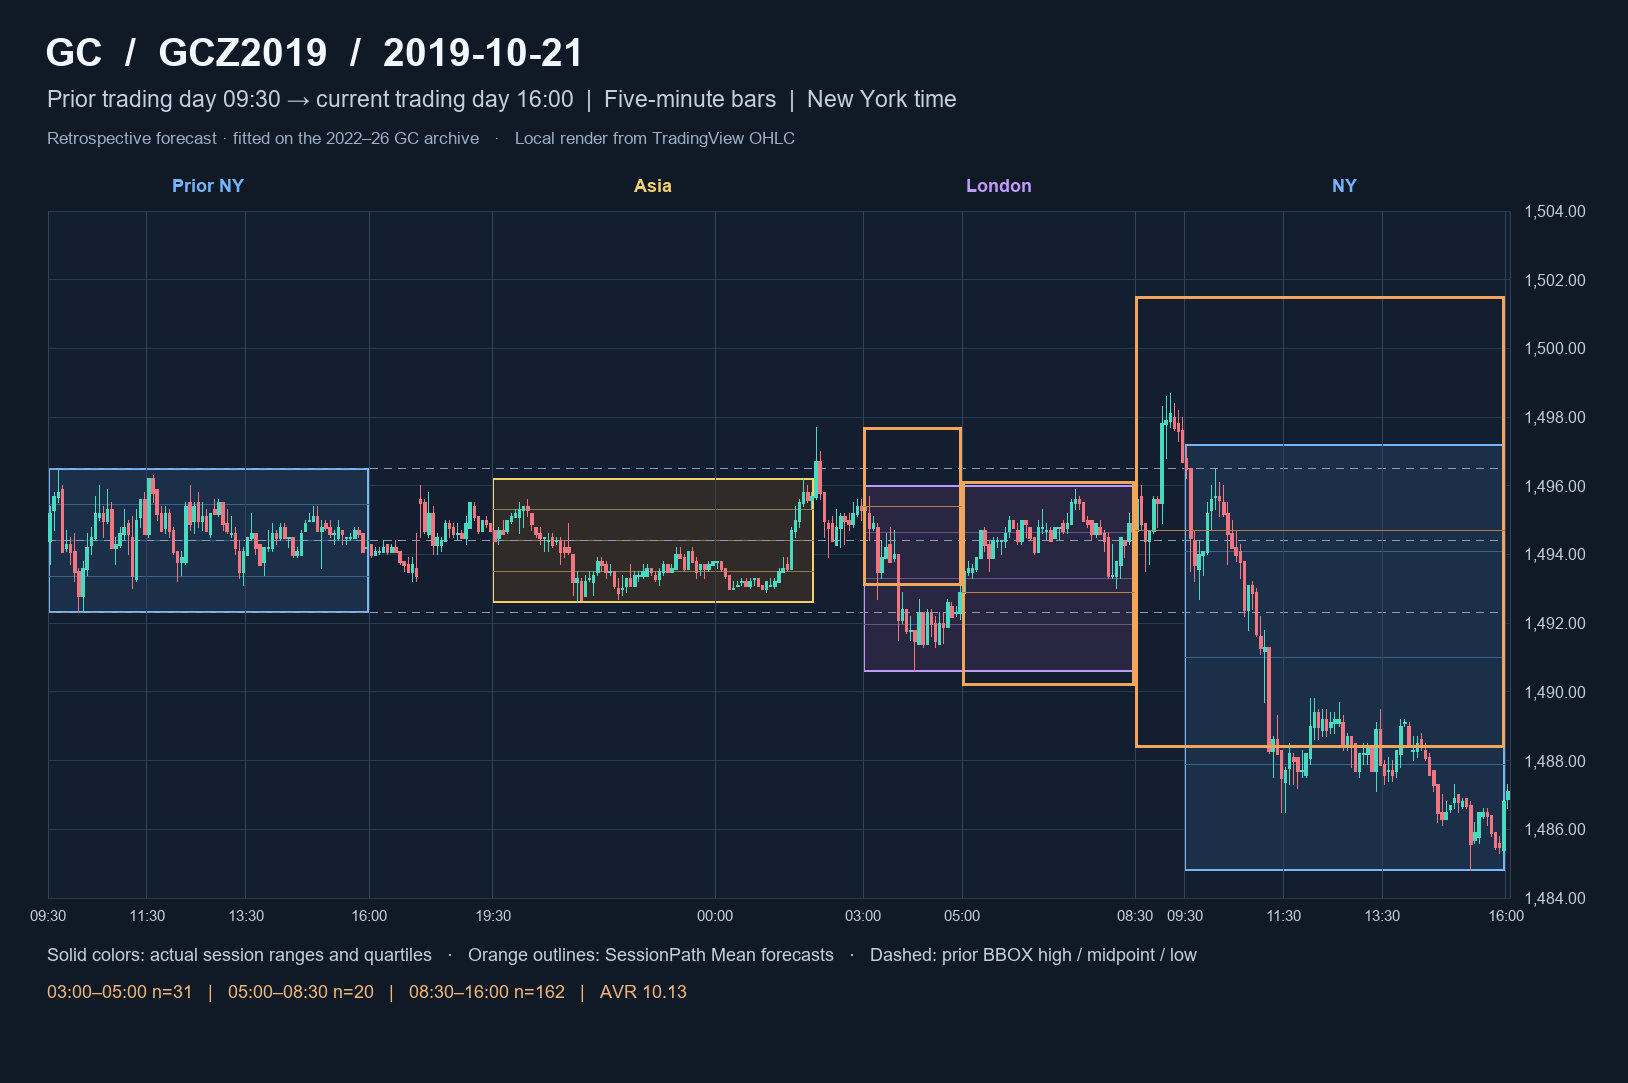 GC / GCZ2019 / 2019-10-21
Prior trading day 09:30 → current trading day 16:00 | Five-minute bars | New York time
Retrospective forecast · fitted on the 2022–26 GC archive · Local render from TradingView OHLC
Prior NY Asia London NY
1,504.00
1,502.00
1,500.00
1,498.00
1,496.00
1,494.00
1,492.00
1,490.00
1,488.00
1,486.00
1,484.00
09:30 11:30 13:30 16:00 19:30 00:00 03:00 05:00 08:30 09:30 11:30 13:30 16:00
Solid colors: actual session ranges and quartiles · Orange outlines: SessionPath Mean forecasts · Dashed: prior BBOX high / midpoint / low
03:00–05:00 n=31 | 05:00–08:30 n=20 | 08:30–16:00 n=162 | AVR 10.13